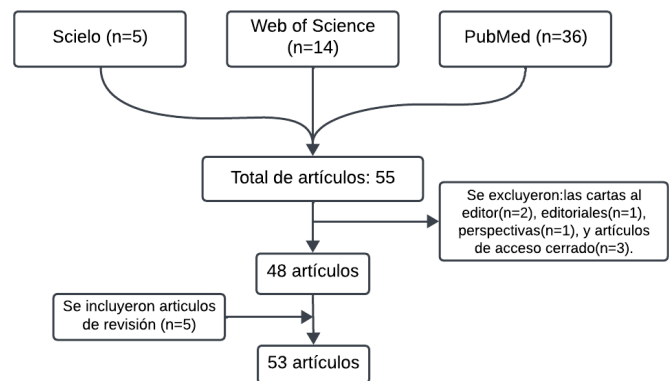 Scielo (n=5)
Web of Science
(n=14)
PubMed (n=36)
Total de artículos: 55
Se excluyeron:las cartas al
editor(n=2), editoriales(n=1),
perspectivas(n=1), y artículos
de acceso cerrado(n=3).
48 artículos
Se incluyeron articulos
de revisión (n=5)
53 artículos